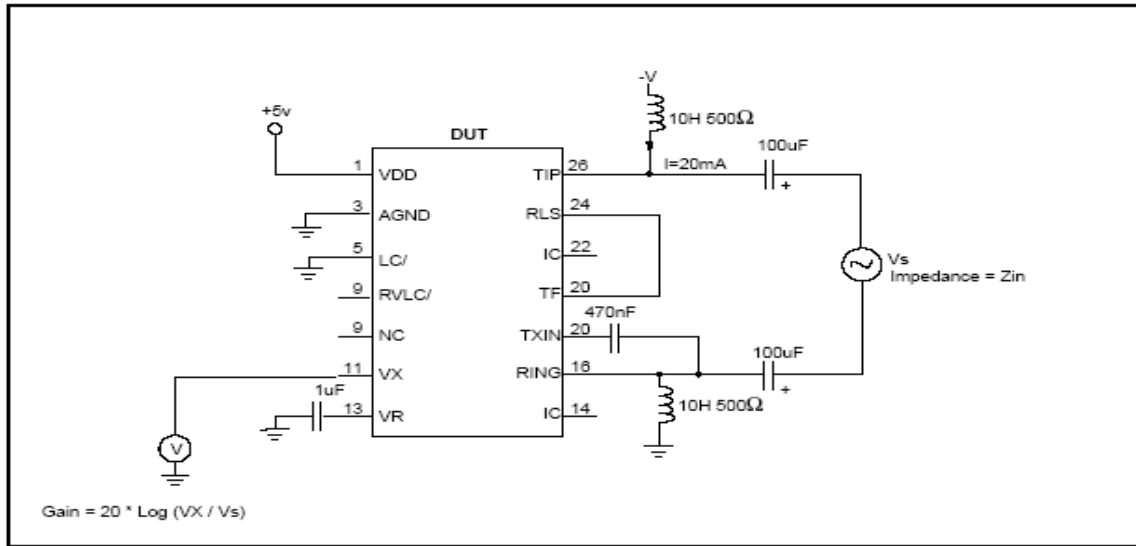 -V
10H 500Ω
+5v
DUT
100uF
I=20mA
1 VDD
TIP 26
3 AGND
RLS 24
5 LC/
IC 22
Vs
Impedance = Zin
9 RVLC/
TF 20
470nF
9 NC
TXIN 20
100uF
11 VX
RING 16
1uF
10H 500Ω
13 VR
IC 14
V
Gain = 20 * Log (VX / Vs)